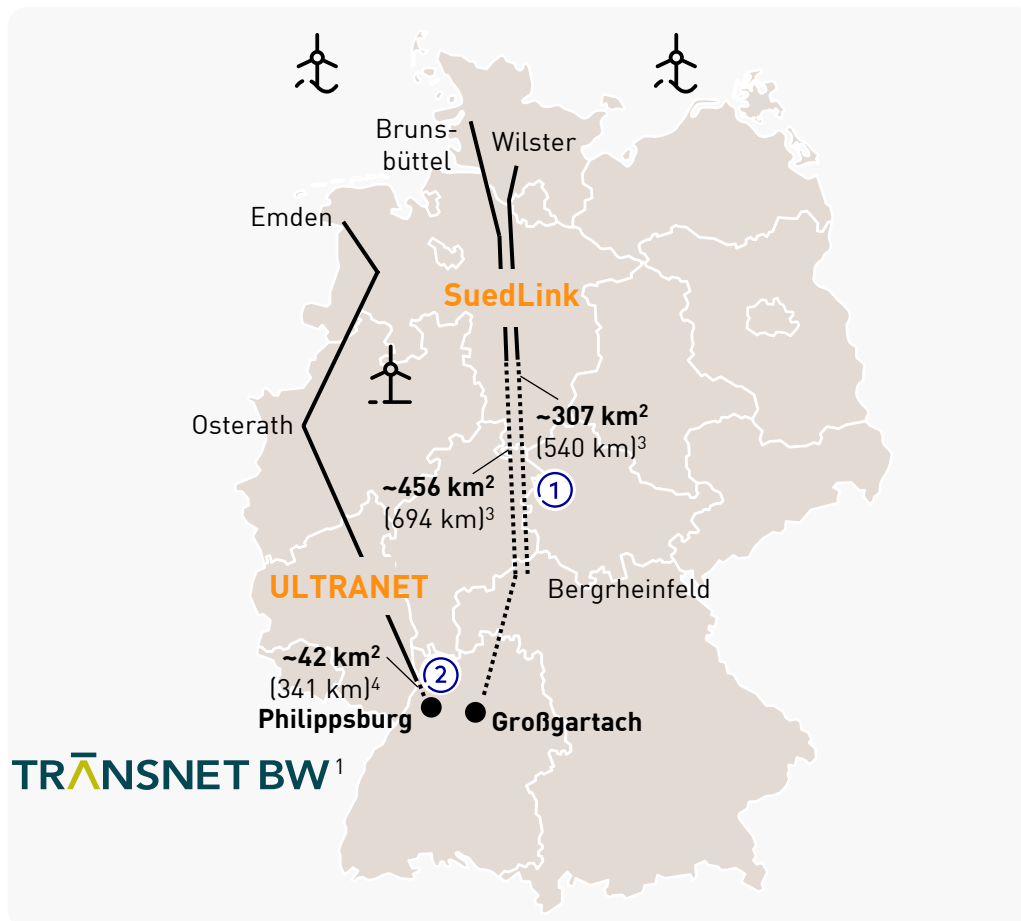 Bruns-
büttel
Wilster
Emden
SuedLink
Osterath
~307 km²
(540 km)³
~456 km²
(694 km)³
1
ULTRANET
Bergrheinfeld
~42 km²
(341 km)⁴
2
Philippsburg
Großgartach
TRANSNET BW ¹